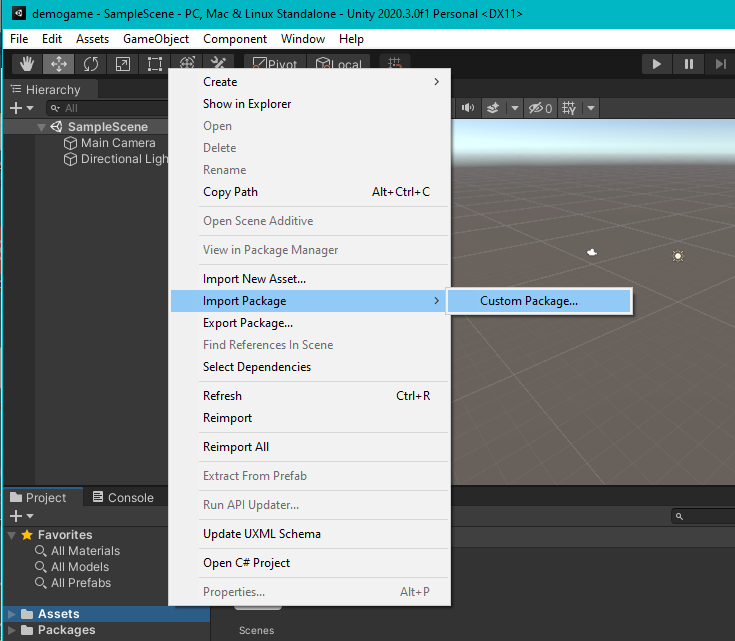 demogame - SampleScene - PC, Mac & Linux Standalone - Unity 2020.3.0f1 Personal <DX11>
File Edit Assets GameObject Component Window Help
Pivot Local
Hierarchy
All
0
SampleScene
Main Camera
Directional Ligh
Create
Show in Explorer
Open
Delete
Rename
Copy Path Alt+Ctrl+C
Open Scene Additive
View in Package Manager
Import New Asset...
Import Package
Custom Package...
Export Package...
Find References In Scene
Select Dependencies
Refresh Ctrl+R
Reimport
Reimport All
Extract From Prefab
Run API Updater...
Update UXML Schema
Open C# Project
Properties... Alt+P
Project Console
Favorites
All Materials
All Models
All Prefabs
Assets
Packages
Scenes